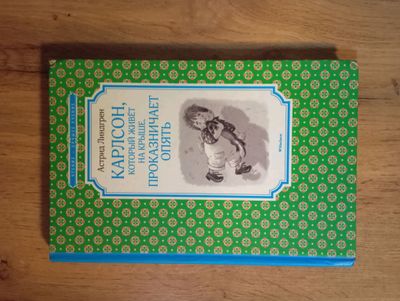 Астрид Линдгрен
КАРЛСОН,
КОТОРЫЙ ЖИВЁТ
НА КРЫШЕ,
ПРОКАЗНИЧАЕТ
ОПЯТЬ